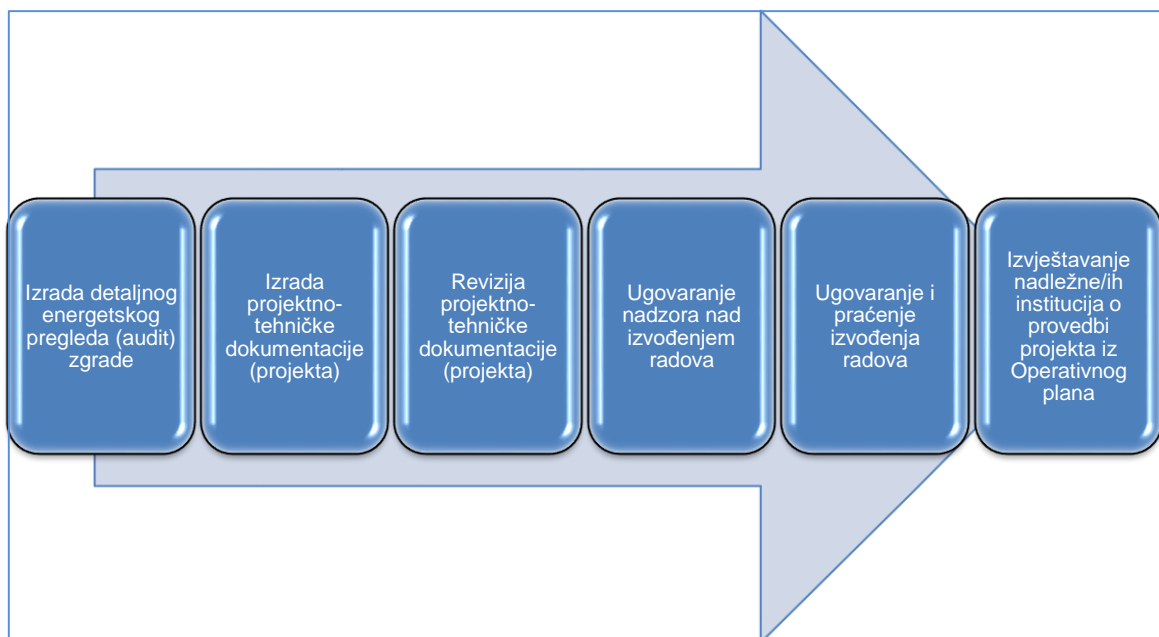 Izrada detaljnog
energetskog
pregleda (audit)
zgrade
Izrada
projektno-
tehničke
dokumentacije
(projekta)
Revizija
projektno-
tehničke
dokumentacije
(projekta)
Ugovaranje
nadzora nad
izvođenjem
radova
Ugovaranje i
praćenje
izvođenja
radova
Izvještavanje
nadležne/ih
institucija o
provedbi
projekta iz
Operativnog
plana